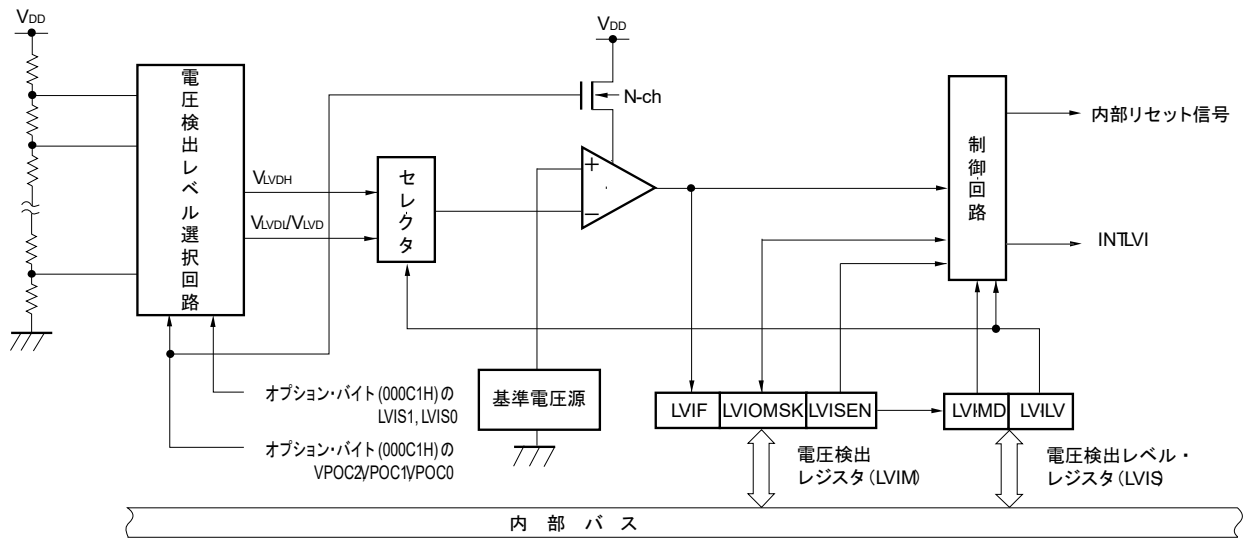 VDD
VDD
電圧検出レベル選択回路
N-ch
制御回路
内部リセット信号
セレクタ
VLVDH
VLVDL/VLVD
+
−
INTLVI
オプション・バイト(000C1H)の
LVIS1, LVIS0
オプション・バイト(000C1H)の
VPOC2,VPOC1,VPOC0
基準電圧源
LVIF
LVIOMSK
LVISEN
LVIMD
LVILV
電圧検出
レジスタ(LVIM)
電圧検出レベル・
レジスタ(LVIS)
内部バス